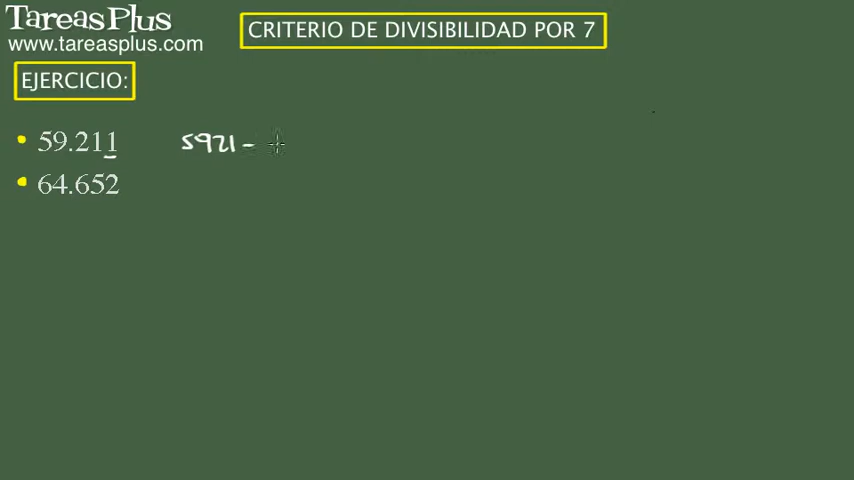 TareasPlus
www.tareasplus.com
CRITERIO DE DIVISIBILIDAD POR 7
EJERCICIO:
• 59.211 5921 -
• 64.652